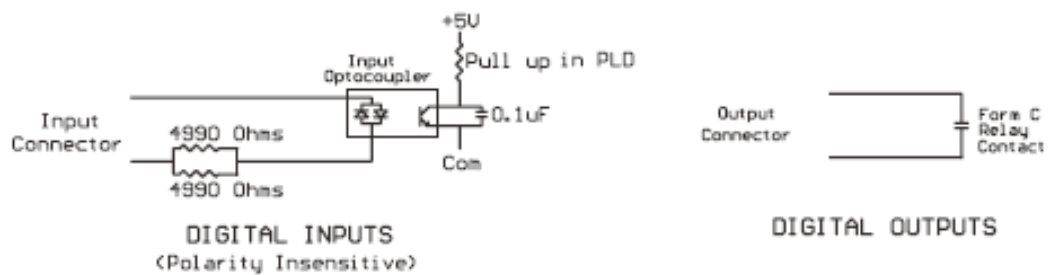 +5V
Input
Optocoupler
Pull up in PLD
0.1uF
Input
Connector
4990 Ohms
4990 Ohms
Com
DIGITAL INPUTS
(Polarity Insensitive)
Output
Connector
Form C
Relay
Contact
DIGITAL OUTPUTS